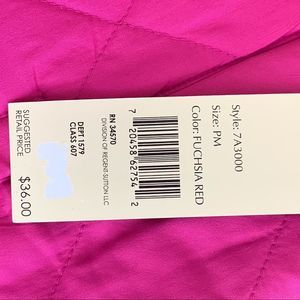 Style: 7A3000
Size: PM
Color: FUCHSIA RED
7 20458 62754 2
RN 34570
DIVISION OF REGENT-SUTTON LLC
DEPT 1579
CLASS 607
SUGGESTED
RETAIL PRICE
$36.00